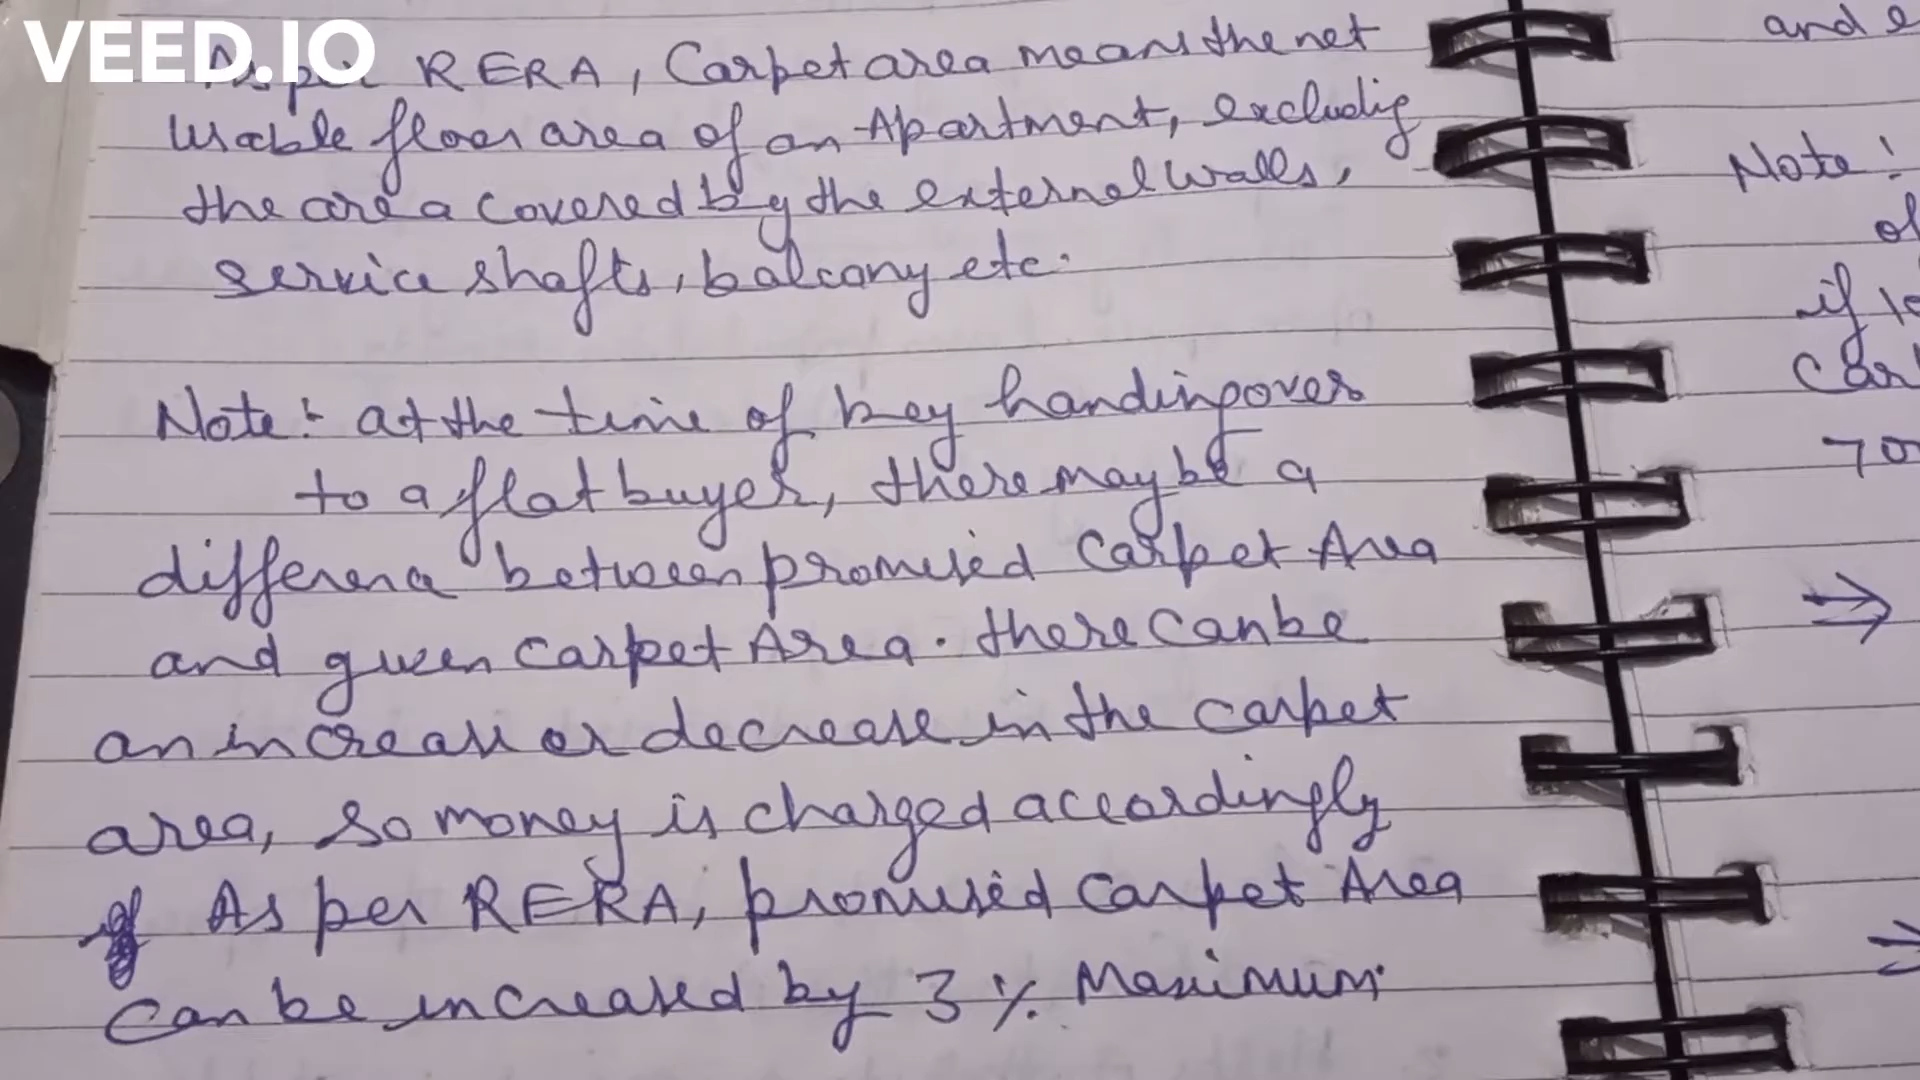 VEED.IO
As per RERA, Carpet area means the net
usable floor area of an Apartment, excluding
the area covered by the external walls,
service shafts, balcony etc.
Note:- at the time of key handing over
to a flat buyer, there may be a
difference between promised Carpet Area
and given Carpet Area. there can be
an increase or decrease in the carpet
area, so money is charged accordingly
As per RERA, promised Carpet Area
can be increased by 3% Maximum.
and
Note:
of
if
Car
70